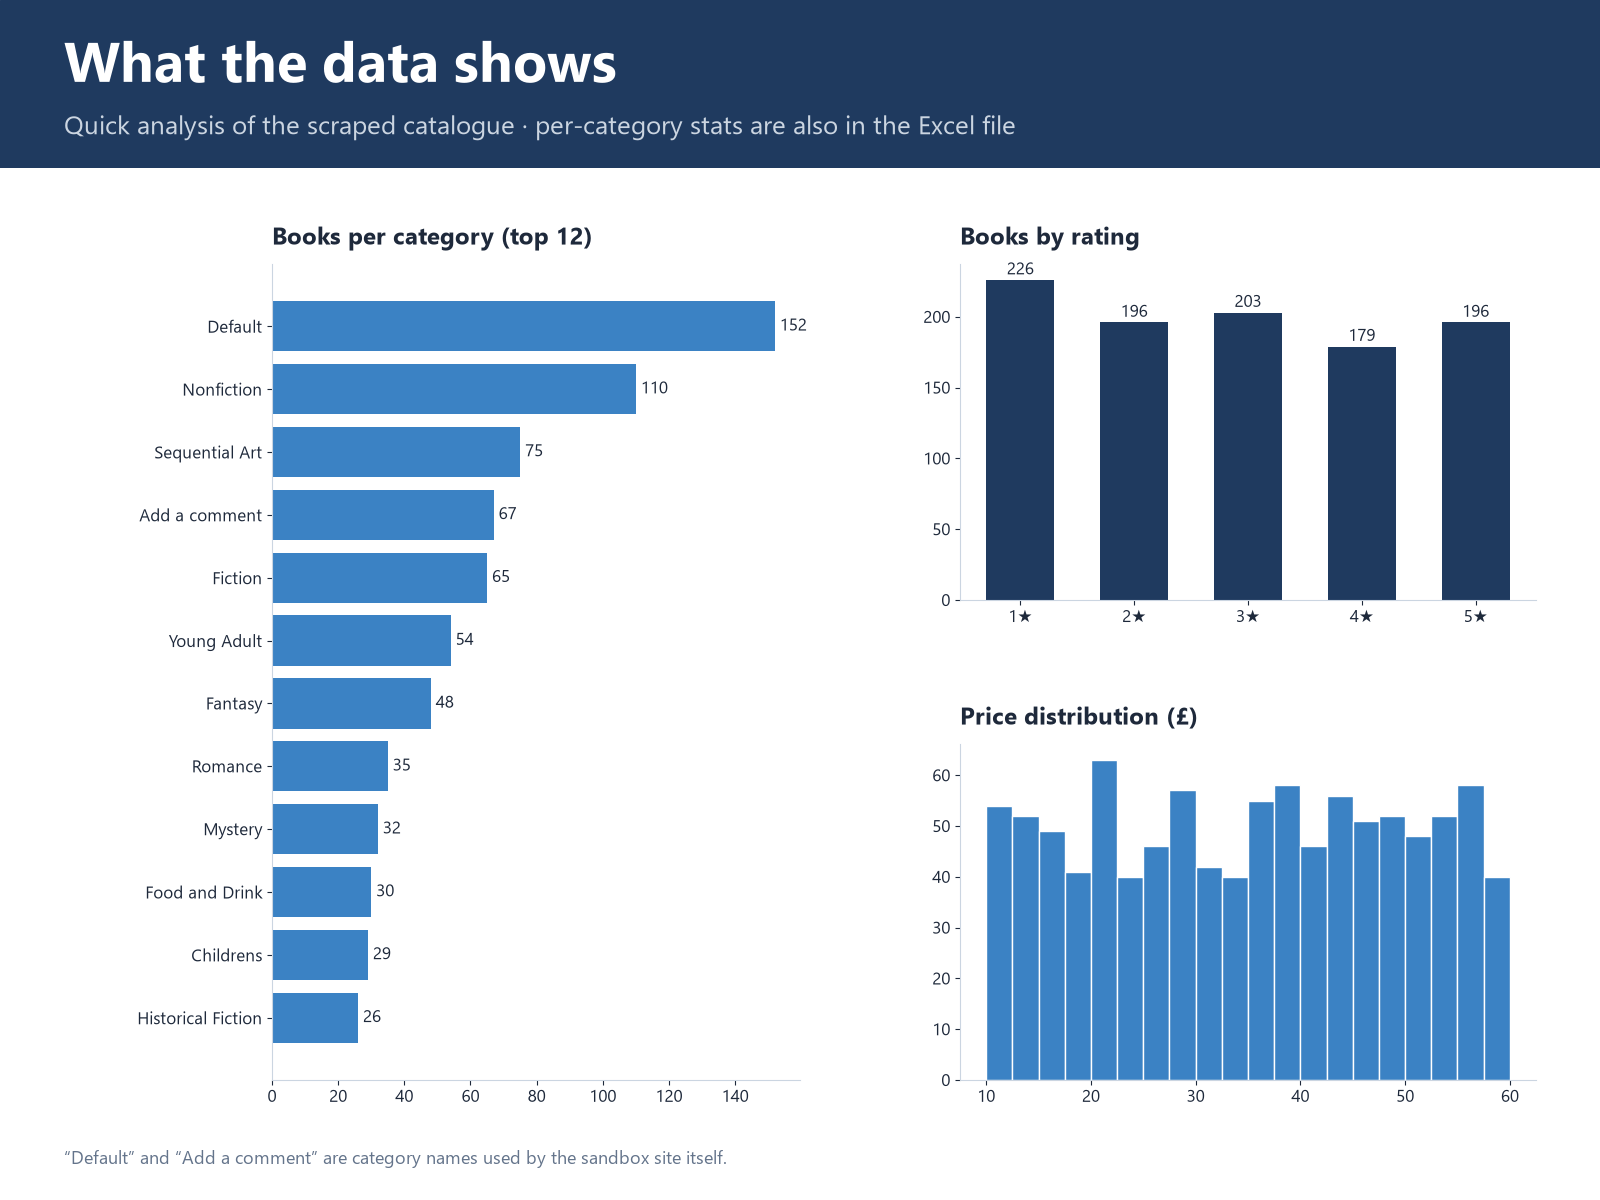 What the data shows
Quick analysis of the scraped catalogue · per-category stats are also in the Excel file
Books per category (top 12)
Default 152
Nonfiction 110
Sequential Art 75
Add a comment 67
Fiction 65
Young Adult 54
Fantasy 48
Romance 35
Mystery 32
Food and Drink 30
Childrens 29
Historical Fiction 26
0 20 40 60 80 100 120 140
Books by rating
226 196 203 179 196
200
150
100
50
0
1★ 2★ 3★ 4★ 5★
Price distribution (£)
60
50
40
30
20
10
0
10 20 30 40 50 60
“Default” and “Add a comment” are category names used by the sandbox site itself.